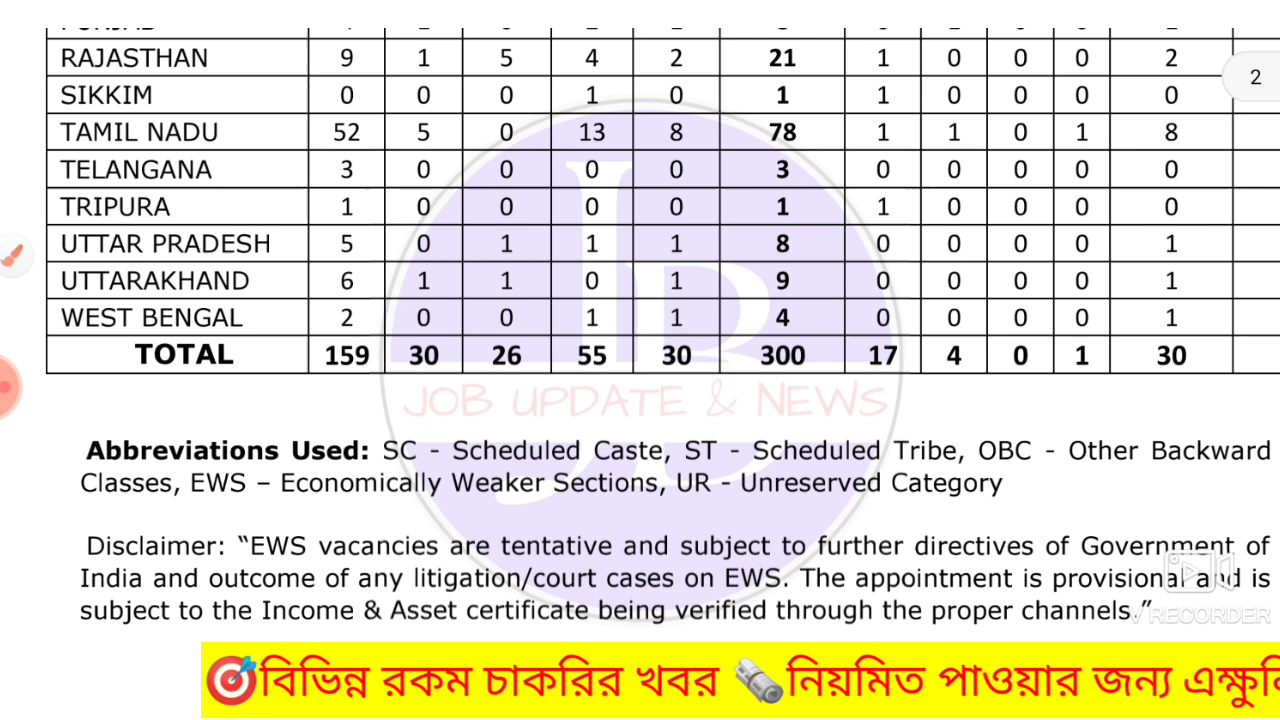 RAJASTHAN 9 1 5 4 2 21 1 0 0 0 2
2
SIKKIM 0 0 0 1 0 1 1 0 0 0 0
TAMIL NADU 52 5 0 13 8 78 1 1 0 1 8
TELANGANA 3 0 0 0 0 3 0 0 0 0 0
TRIPURA 1 0 0 0 0 1 1 0 0 0 0
UTTAR PRADESH 5 0 1 1 1 8 0 0 0 0 1
UTTARAKHAND 6 1 1 0 1 9 0 0 0 0 1
WEST BENGAL 2 0 0 1 1 4 0 0 0 0 1
TOTAL 159 30 26 55 30 300 17 4 0 1 30
JOB UPDATE & NEWS
Abbreviations Used: SC - Scheduled Caste, ST - Scheduled Tribe, OBC - Other Backward
Classes, EWS – Economically Weaker Sections, UR - Unreserved Category
Disclaimer: “EWS vacancies are tentative and subject to further directives of Government of
India and outcome of any litigation/court cases on EWS. The appointment is provisional and is
subject to the Income & Asset certificate being verified through the proper channels.”
V RECORDER
বিভিন্ন রকম চাকরির খবর নিয়মিত পাওয়ার জন্য